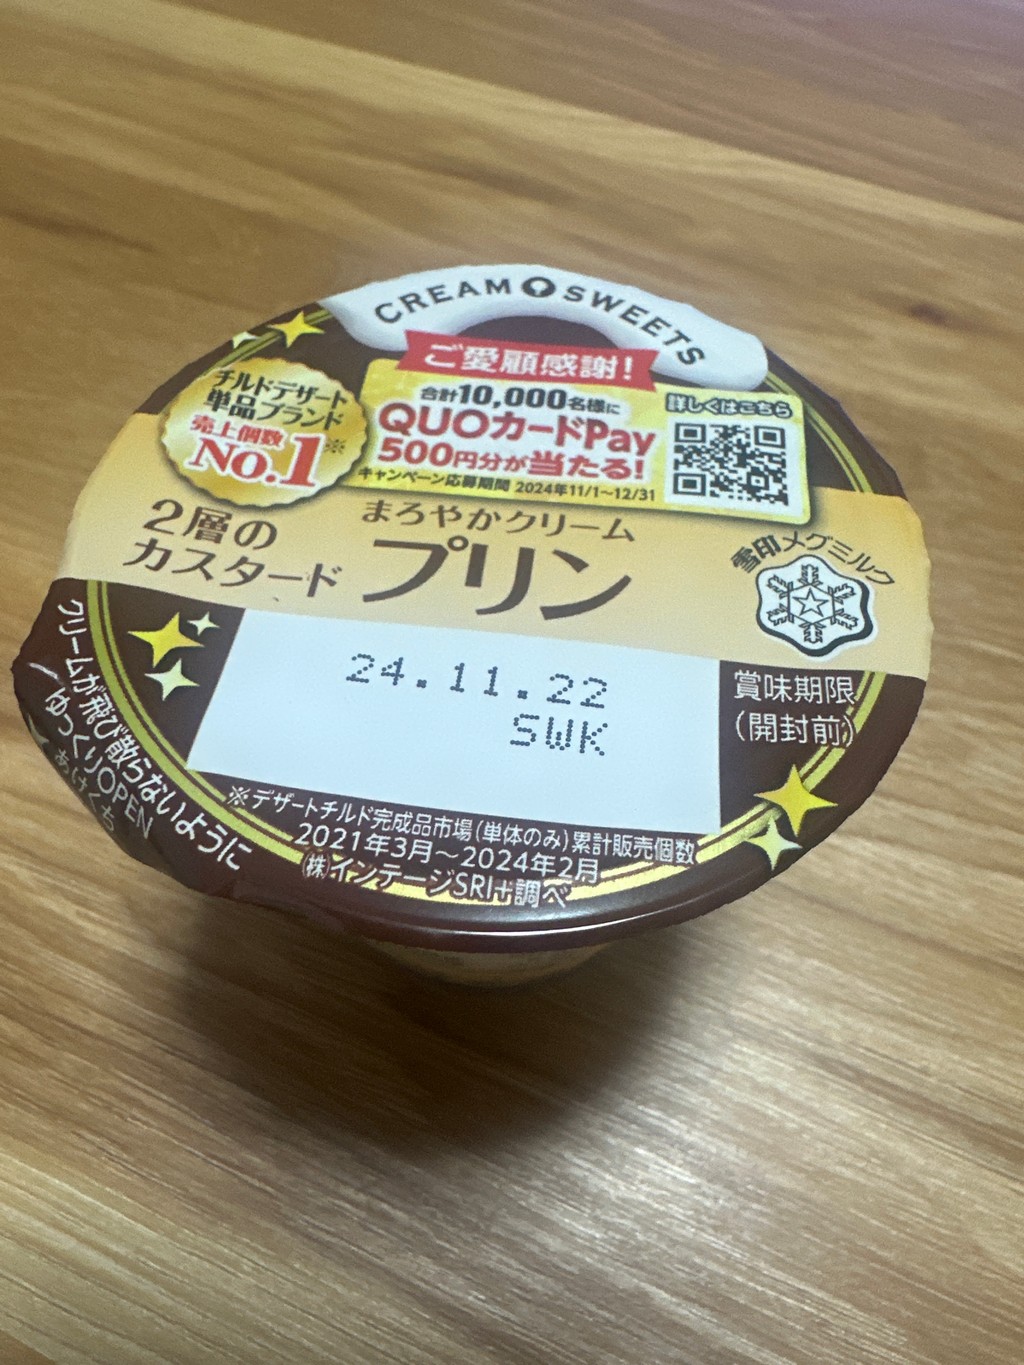 CREAM SWEETS
ご愛顧感謝!
チルドデザート
単品ブランド
売上個数
No.1※
合計10,000名様に
QUOカードPay
500円分が当たる!
キャンペーン応募期間 2024年11/1~12/31
詳しくはこちら
2層の
カスタード
まろやかクリーム
プリン
雪印メグミルク
24.11.22
SWK
賞味期限
(開封前)
クリームが飛び散らないように
ゆっくりOPEN
あけくち
※デザートチルド完成品市場(単体のみ)累計販売個数
2021年3月~2024年2月
㈱インテージSRI+調べ